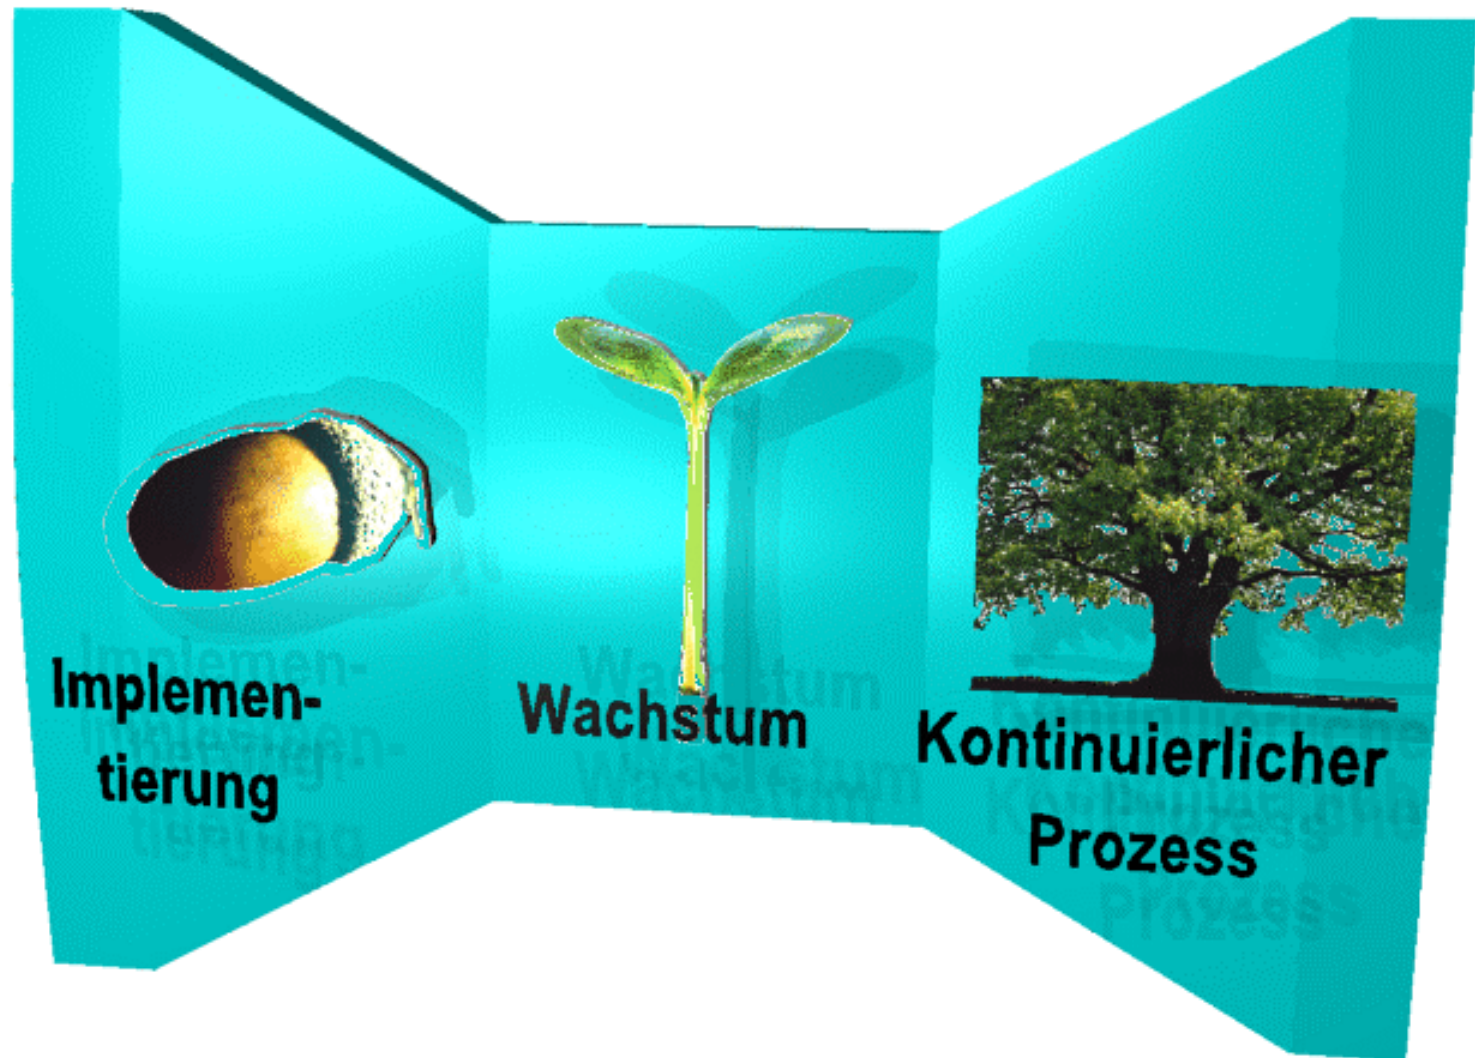 Implemen-
tierung
Wachstum
Kontinuierlicher
Prozess